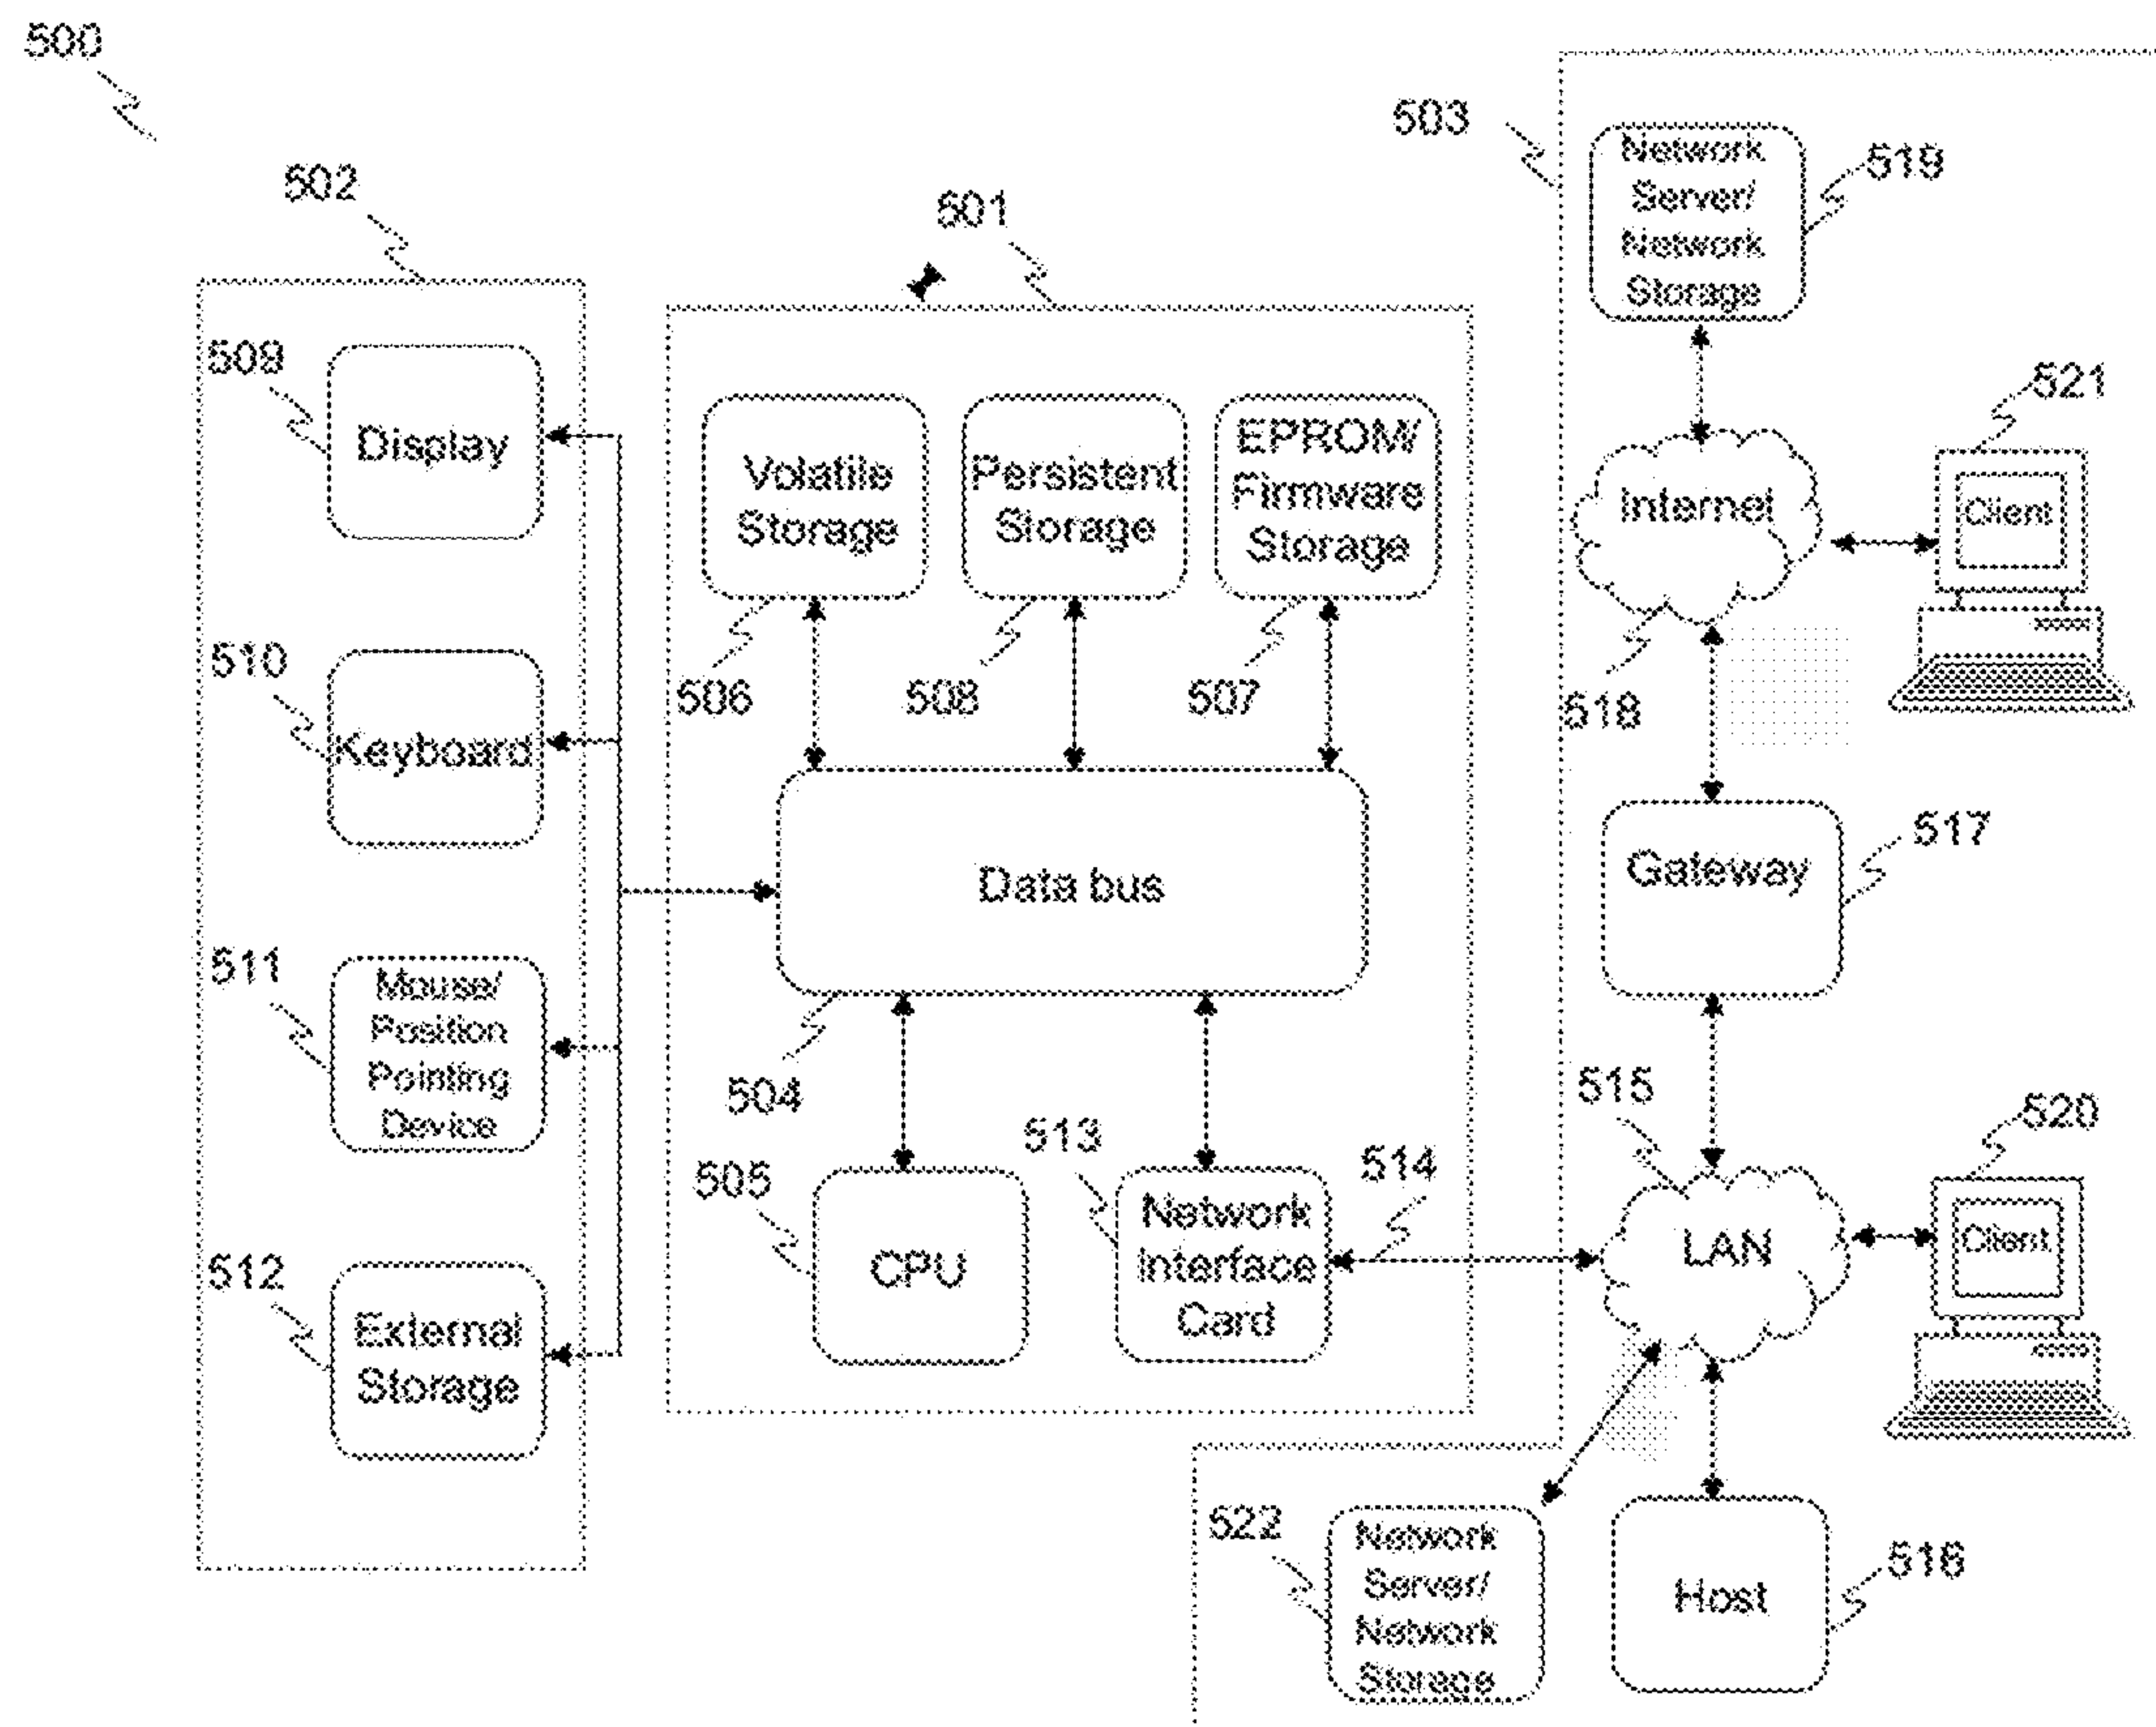 500
502
509
Display
510
Keyboard
511
Mouse/
Position
Pointing
Device
512
External
Storage
501
Volatile
Storage
506
Persistent
Storage
508
EPROM/
Firmware
Storage
507
Data bus
504
505
CPU
513
Network
Interface
Card
514
503
Network
Server/
Network
Storage
519
Internet
518
521
Client
Gateway
517
515
LAN
520
Client
522
Network
Server/
Network
Storage
Host
516